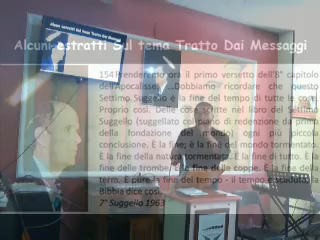 Alcuni estratti Sul tema Tratto Dai Messaggi
154 Prenderemo ora il primo versetto dell'8° capitolo
dell'Apocalisse. ...Dobbiamo ricordare che questo
Settimo Suggello è la fine del tempo di tutte le cose.
Proprio così. Delle cose scritte nel libro dei Settimo
Suggello (suggellato col piano di redenzione da prima
della fondazione ogni più piccola
conclusione. È la fine; è la fine del mondo tormentato.
È la fine della natura tormentata. È la fine di tutto. È la
fine delle trombe, la fine delle coppe. È la fine della
terra. È pure la fine del tempo - il tempo è scaduto, la
Bibbia dice così.
7° Suggello 1963